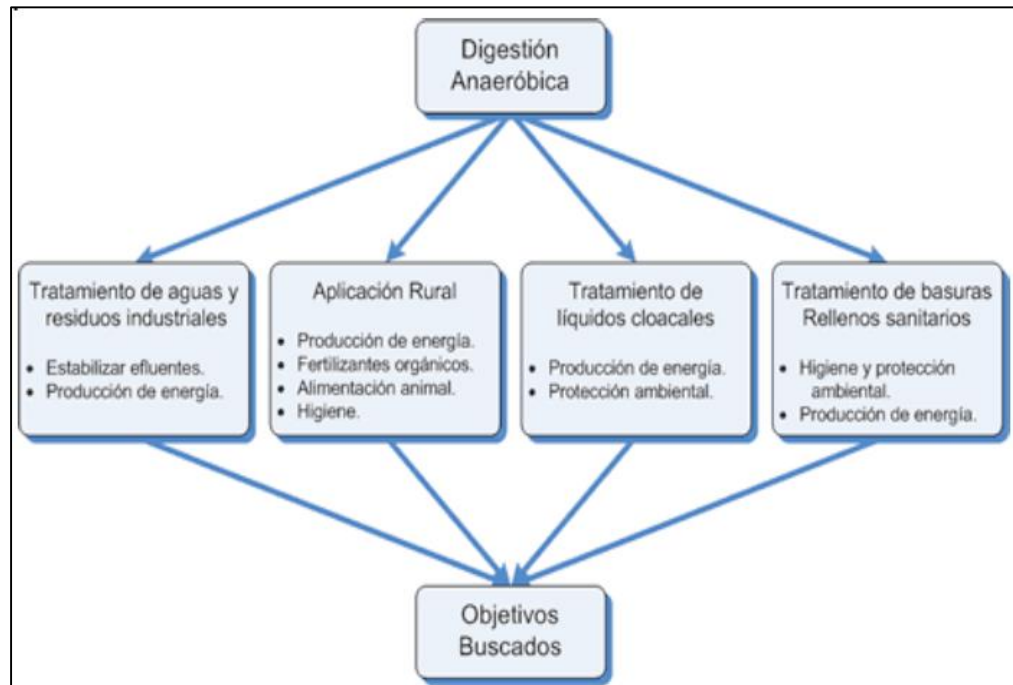 Digestión
Anaeróbica
Tratamiento de aguas y
residuos industriales
• Estabilizar efluentes.
• Producción de energía.
Aplicación Rural
• Producción de energía.
• Fertilizantes orgánicos.
• Alimentación animal.
• Higiene.
Tratamiento de
líquidos cloacales
• Producción de energía.
• Protección ambiental.
Tratamiento de basuras
Rellenos sanitarios
• Higiene y protección
ambiental.
• Producción de energía.
Objetivos
Buscados